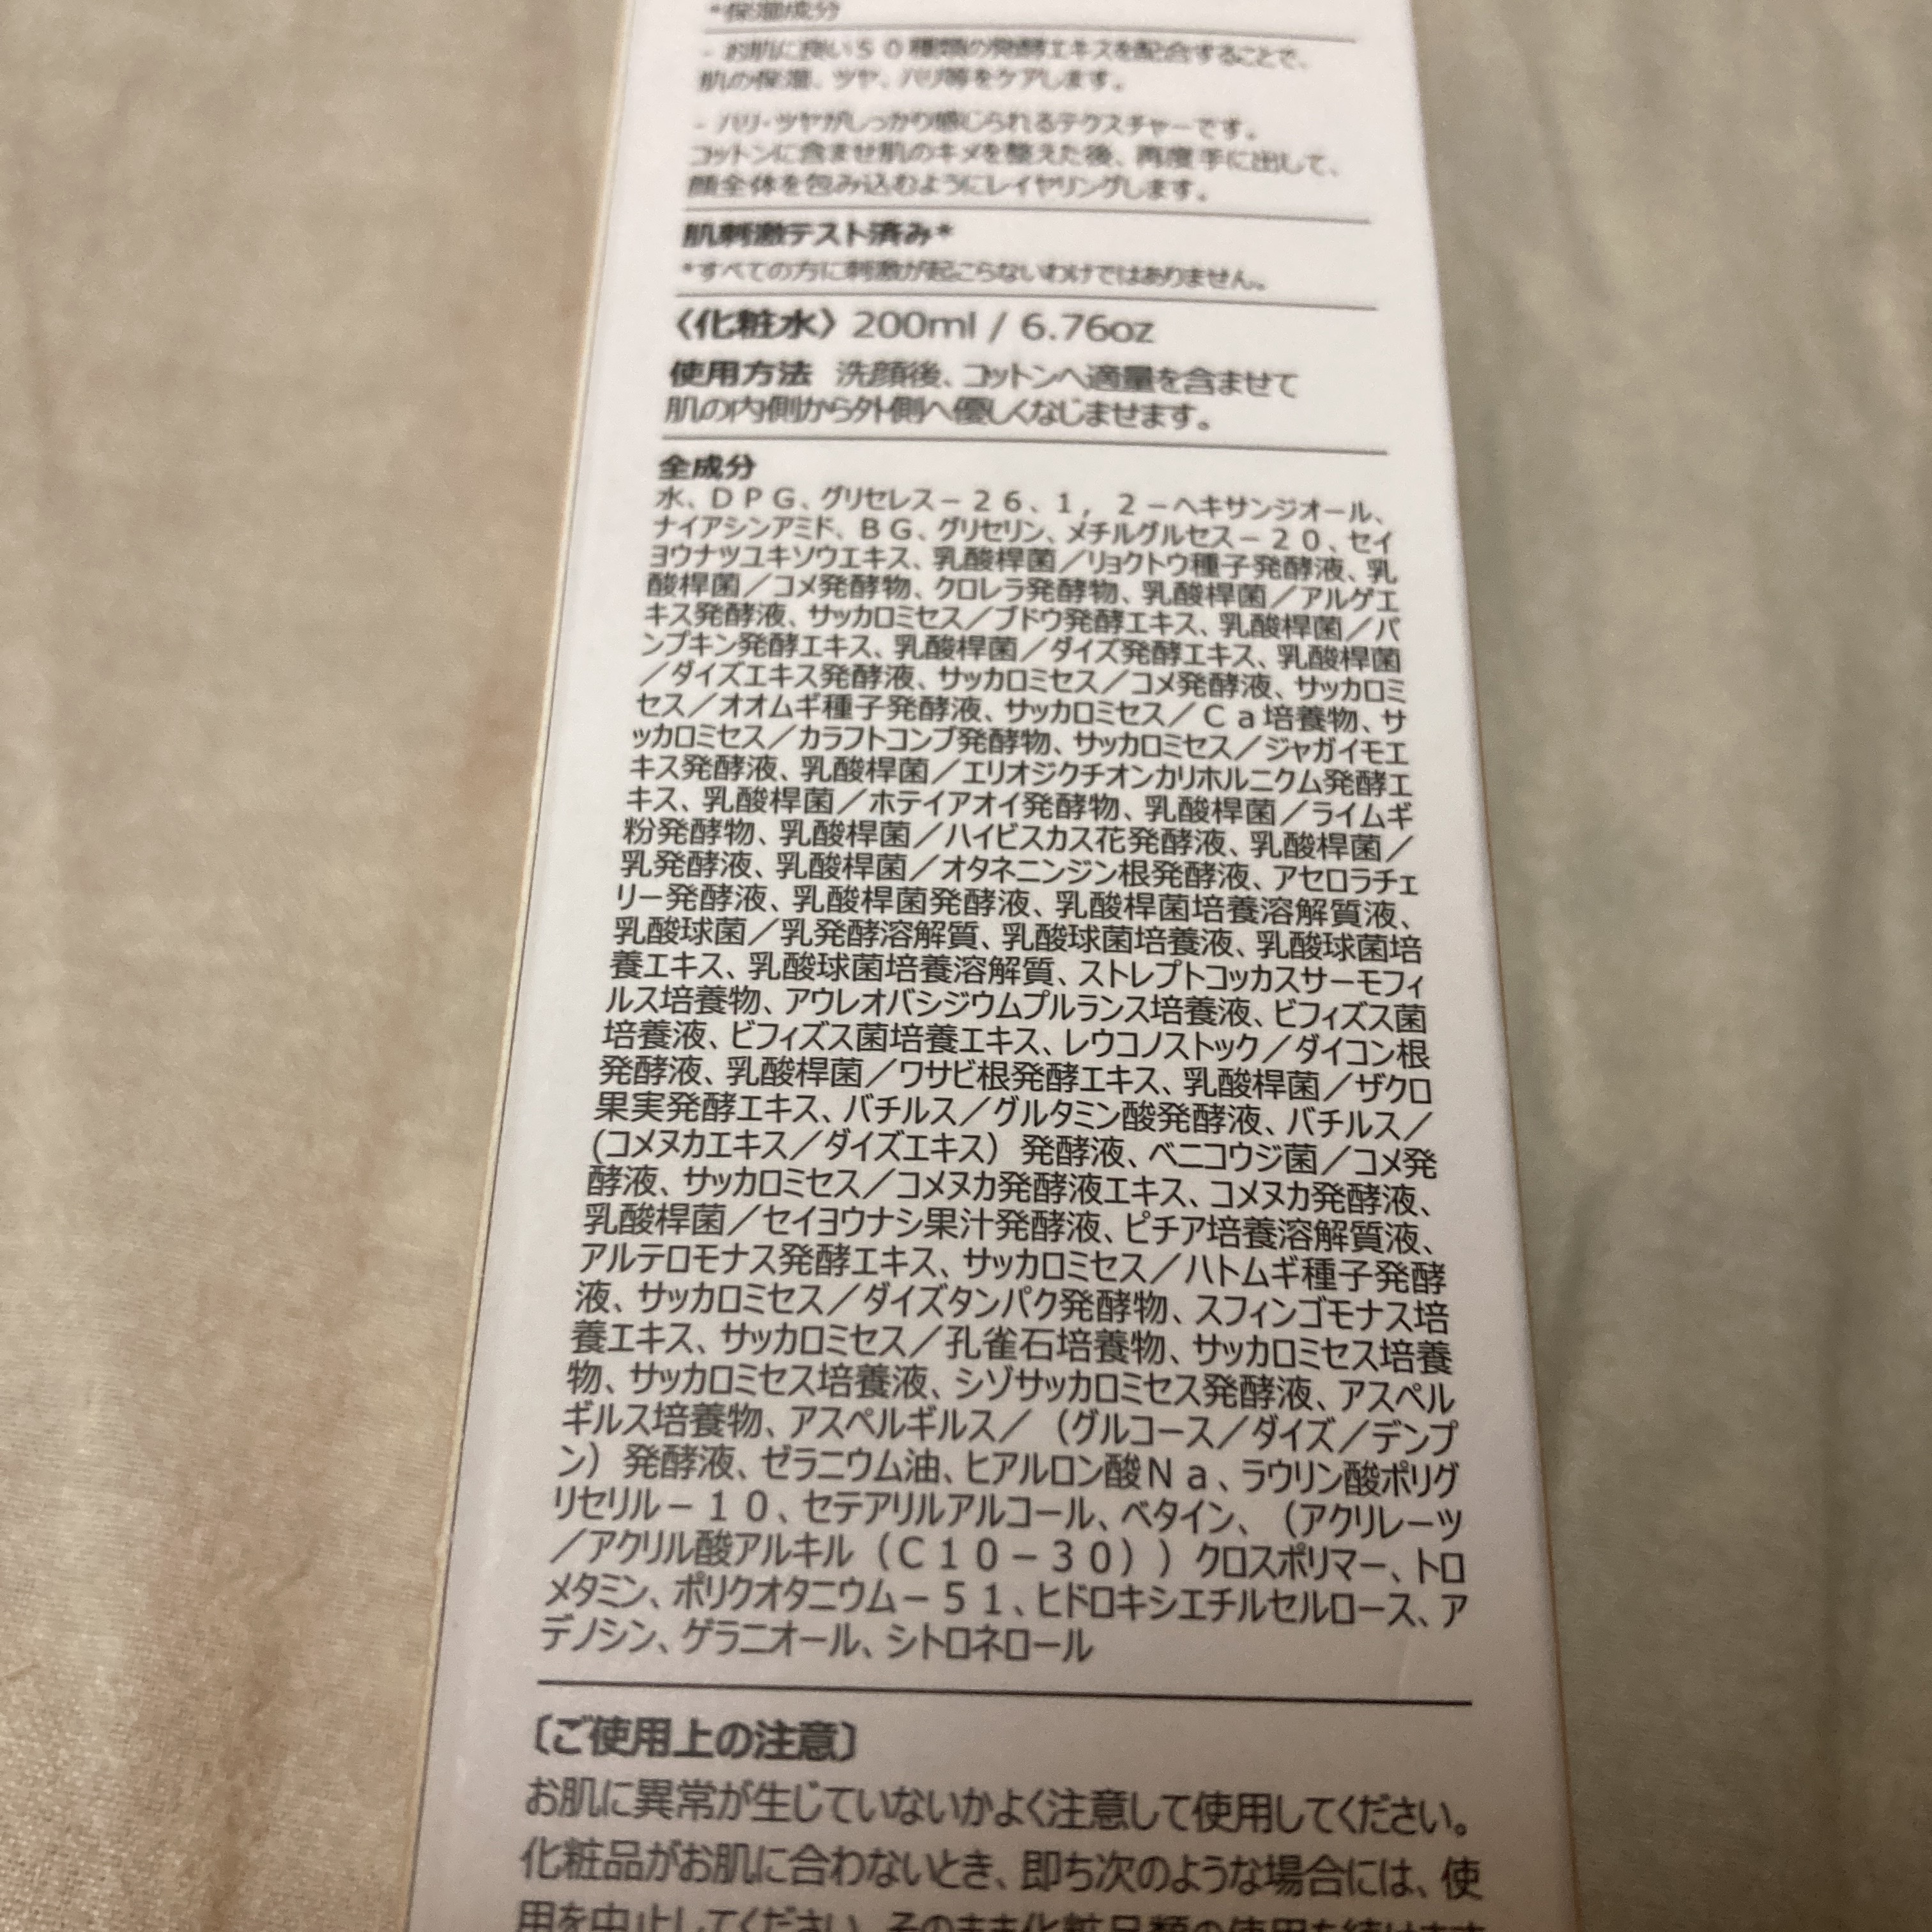 *保湿成分
- お肌に良い５０種類の発酵エキスを配合することで、
肌の保湿、ツヤ、ハリ等をケアします。
- ハリ・ツヤがしっかり感じられるテクスチャーです。
コットンに含ませ肌のキメを整えた後、再度手に出して、
顔全体を包み込むようにレイヤリングします。
肌刺激テスト済み*
*すべての方に刺激が起こらないわけではありません。
〈化粧水〉200ml / 6.76oz
使用方法 洗顔後、コットンへ適量を含ませて
肌の内側から外側へ優しくなじませます。
全成分
水、ＤＰＧ、グリセレス－２６、１，２－ヘキサンジオール、
ナイアシンアミド、ＢＧ、グリセリン、メチルグルセス－２０、セイ
ヨウナツユキソウエキス、乳酸桿菌／リョクトウ種子発酵液、乳
酸桿菌／コメ発酵物、クロレラ発酵物、乳酸桿菌／アルゲエ
キス発酵液、サッカロミセス／ブドウ発酵エキス、乳酸桿菌／パ
ンプキン発酵エキス、乳酸桿菌／ダイズ発酵エキス、乳酸桿菌
／ダイズエキス発酵液、サッカロミセス／コメ発酵液、サッカロミ
セス／オオムギ種子発酵液、サッカロミセス／Ｃａ培養物、サ
ッカロミセス／カラフトコンブ発酵物、サッカロミセス／ジャガイモエ
キス発酵液、乳酸桿菌／エリオジクチオンカリホルニクム発酵エ
キス、乳酸桿菌／ホテイアオイ発酵物、乳酸桿菌／ライムギ
粉発酵物、乳酸桿菌／ハイビスカス花発酵液、乳酸桿菌／
乳発酵液、乳酸桿菌／オタネニンジン根発酵液、アセロラチェ
リー発酵液、乳酸桿菌発酵液、乳酸桿菌培養溶解質液、
乳酸球菌／乳発酵溶解質、乳酸球菌培養液、乳酸球菌培
養エキス、乳酸球菌培養溶解質、ストレプトコッカスサーモフィ
ルス培養物、アウレオバシジウムプルランス培養液、ビフィズス菌
培養液、ビフィズス菌培養エキス、レウコノストック／ダイコン根
発酵液、乳酸桿菌／ワサビ根発酵エキス、乳酸桿菌／ザクロ
果実発酵エキス、バチルス／グルタミン酸発酵液、バチルス／
(コメヌカエキス／ダイズエキス）発酵液、ベニコウジ菌／コメ発
酵液、サッカロミセス／コメヌカ発酵液エキス、コメヌカ発酵液、
乳酸桿菌／セイヨウナシ果汁発酵液、ピチア培養溶解質液、
アルテロモナス発酵エキス、サッカロミセス／ハトムギ種子発酵
液、サッカロミセス／ダイズタンパク発酵物、スフィンゴモナス培
養エキス、サッカロミセス／孔雀石培養物、サッカロミセス培養
物、サッカロミセス培養液、シゾサッカロミセス発酵液、アスペル
ギルス培養物、アスペルギルス／（グルコース／ダイズ／デンプ
ン）発酵液、ゼラニウム油、ヒアルロン酸Ｎａ、ラウリン酸ポリグ
リセリル－１０、セテアリルアルコール、ベタイン、（アクリレーツ
／アクリル酸アルキル（Ｃ１０－３０））クロスポリマー、トロ
メタミン、ポリクオタニウム－５１、ヒドロキシエチルセルロース、ア
デノシン、ゲラニオール、シトロネロール
〔ご使用上の注意〕
お肌に異常が生じていないかよく注意して使用してください。
化粧品がお肌に合わないとき、即ち次のような場合には、使
用を中止してください。そのまま化粧品類の使用を続けます